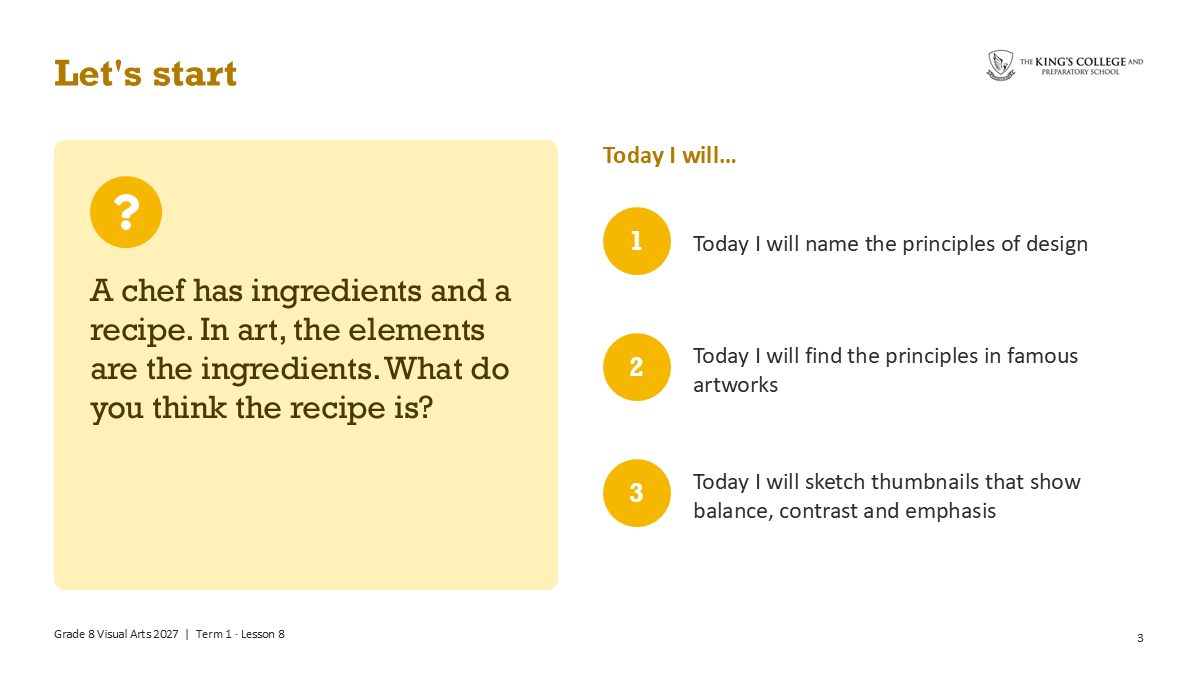 Let's start
THE KING'S COLLEGE AND
PREPARATORY SCHOOL
?
A chef has ingredients and a
recipe. In art, the elements
are the ingredients. What do
you think the recipe is?
Today I will...
1
Today I will name the principles of design
2
Today I will find the principles in famous
artworks
3
Today I will sketch thumbnails that show
balance, contrast and emphasis
Grade 8 Visual Arts 2027 | Term 1 · Lesson 8
3